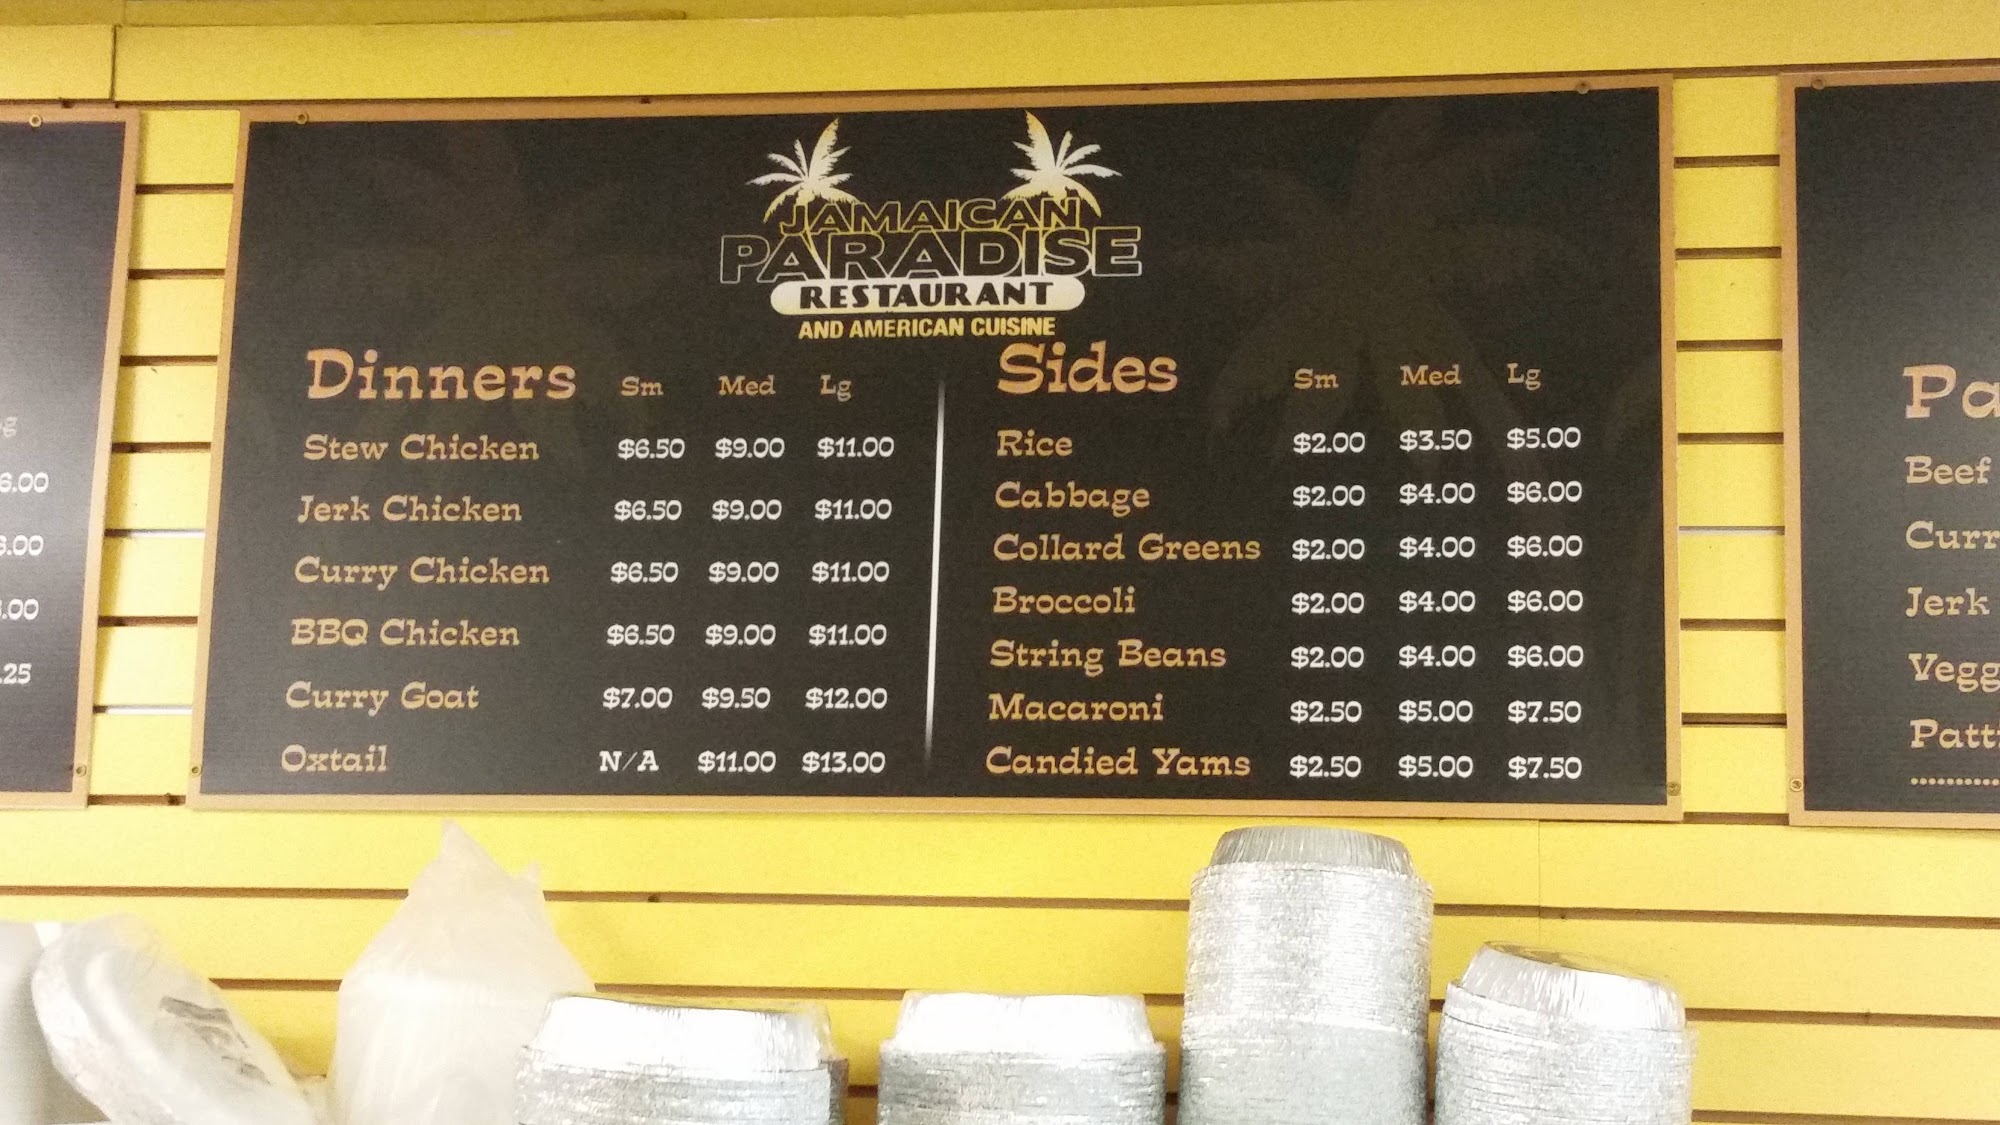 JAMAICAN
PARADISE
RESTAURANT
AND AMERICAN CUISINE
Dinners Sm Med Lg
Stew Chicken $6.50 $9.00 $11.00
Jerk Chicken $6.50 $9.00 $11.00
Curry Chicken $6.50 $9.00 $11.00
BBQ Chicken $6.50 $9.00 $11.00
Curry Goat $7.00 $9.50 $12.00
Oxtail N/A $11.00 $13.00
Sides Sm Med Lg
Rice $2.00 $3.50 $5.00
Cabbage $2.00 $4.00 $6.00
Collard Greens $2.00 $4.00 $6.00
Broccoli $2.00 $4.00 $6.00
String Beans $2.00 $4.00 $6.00
Macaroni $2.50 $5.00 $7.50
Candied Yams $2.50 $5.00 $7.50
Beef
Jerk